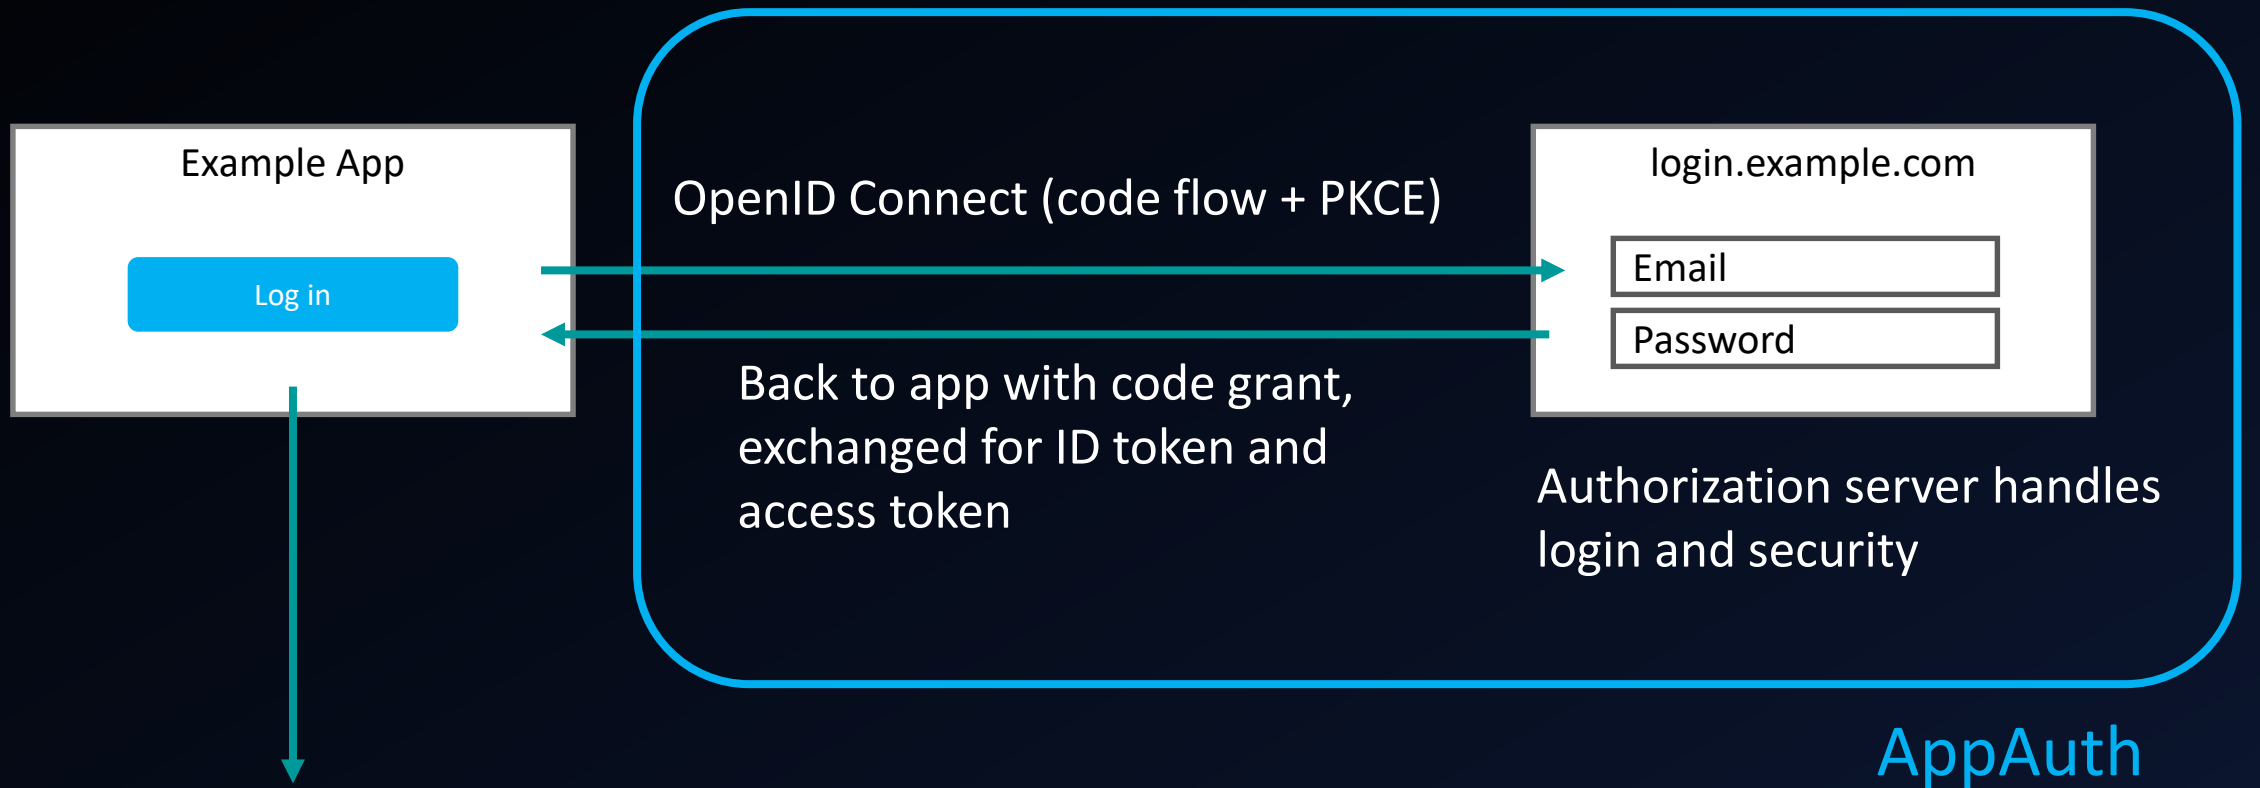 Example App
Log in
OpenID Connect (code flow + PKCE)
Back to app with code grant,
exchanged for ID token and
access token
login.example.com
Email
Password
Authorization server handles
login and security
AppAuth